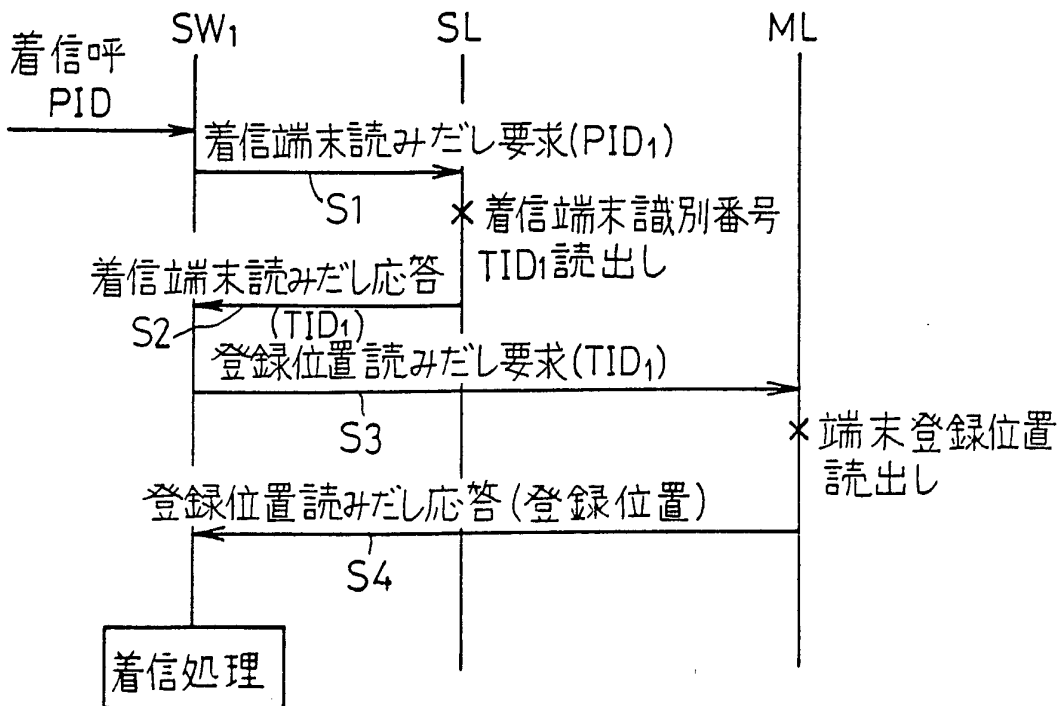 SW₁
SL
ML
着信呼
PID
着信端末読みだし要求(PID₁)
S1
着信端末識別番号
TID₁読出し
着信端末読みだし応答
(TID₁)
S2
登録位置読みだし要求(TID₁)
S3
端末登録位置
読出し
登録位置読みだし応答(登録位置)
S4
着信処理